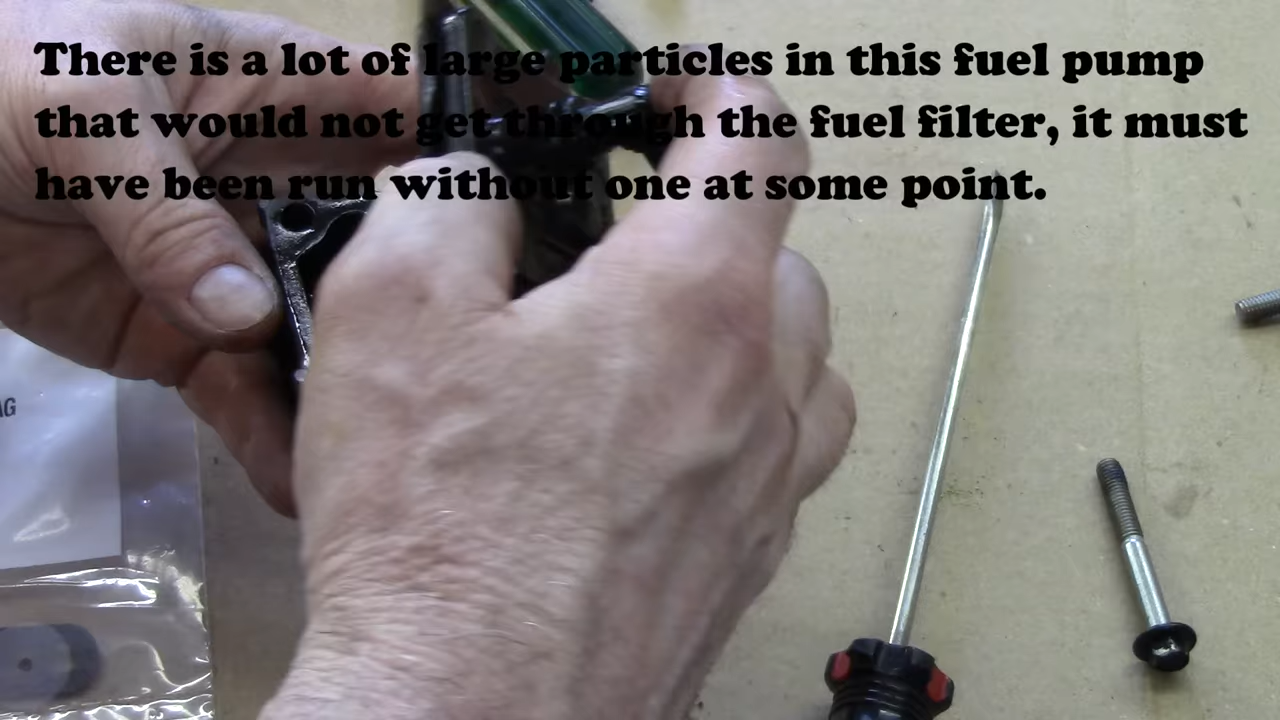 There is a lot of large particles in this fuel pump
that would not get through the fuel filter, it must
have been run without one at some point.
AG